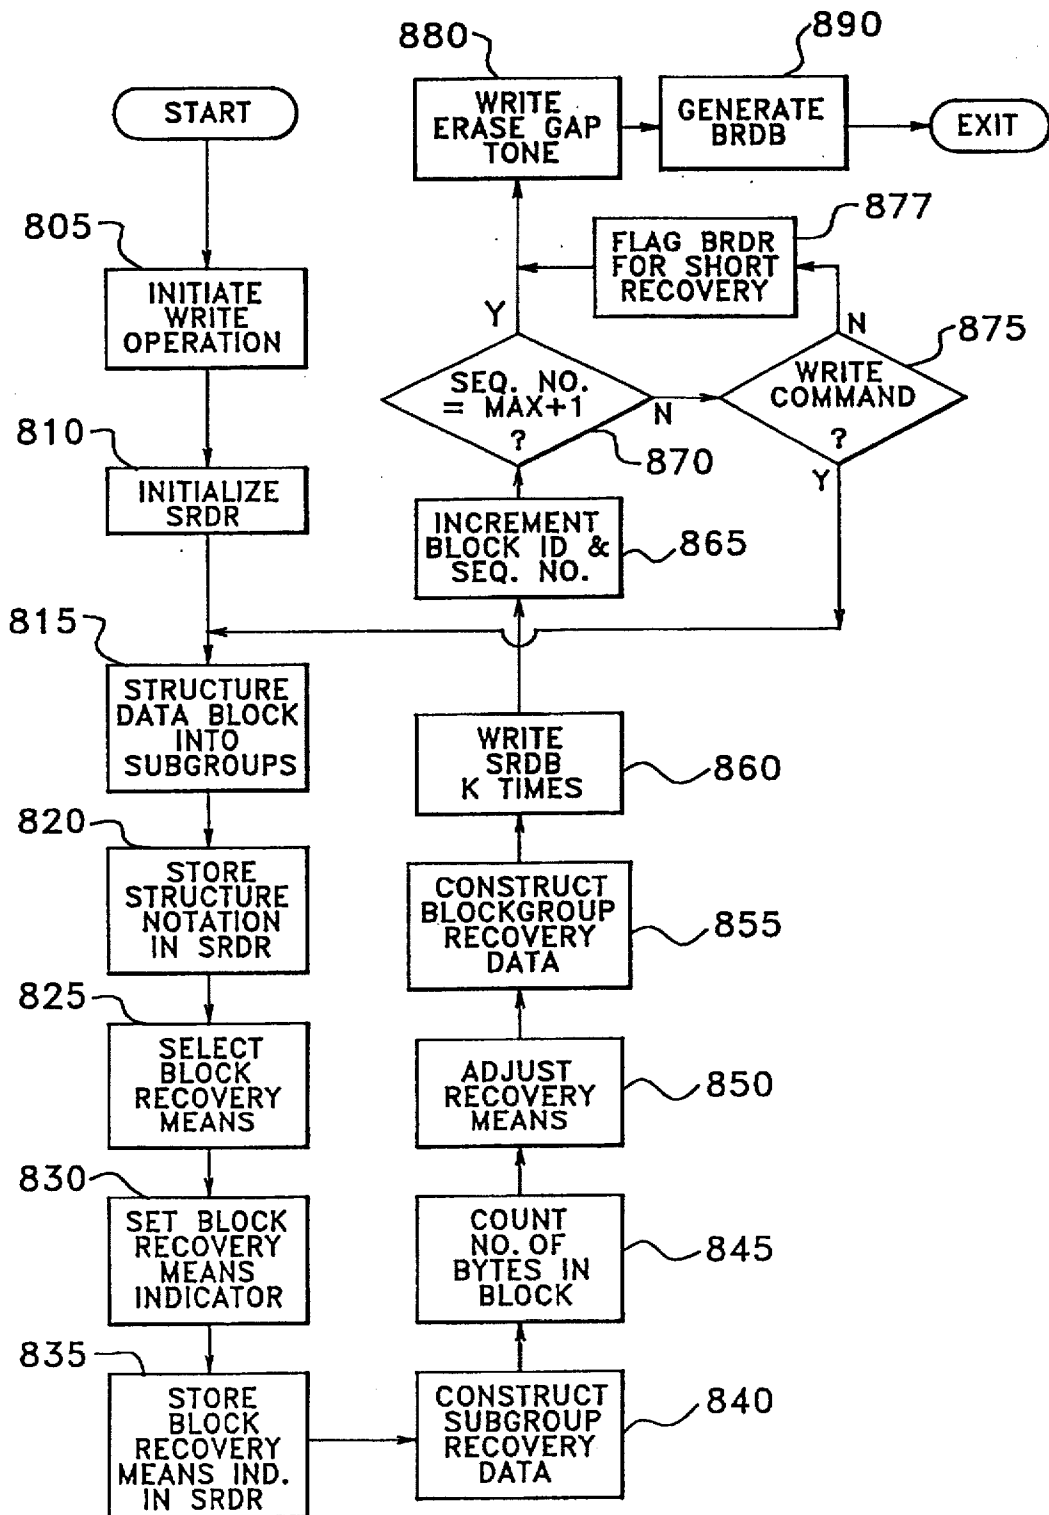 START
805
INITIATE
WRITE
OPERATION
810
INITIALIZE
SRDR
815
STRUCTURE
DATA BLOCK
INTO
SUBGROUPS
820
STORE
STRUCTURE
NOTATION
IN SRDR
825
SELECT
BLOCK
RECOVERY
MEANS
830
SET BLOCK
RECOVERY
MEANS
INDICATOR
835
STORE
BLOCK
RECOVERY
MEANS IND.
IN SRDR
CONSTRUCT
SUBGROUP
RECOVERY
DATA
840
COUNT
NO. OF
BYTES IN
BLOCK
845
ADJUST
RECOVERY
MEANS
850
CONSTRUCT
BLOCKGROUP
RECOVERY
DATA
855
WRITE
SRDB
K TIMES
860
INCREMENT
BLOCK ID &
SEQ. NO.
865
SEQ. NO.
= MAX+1
?
870
Y
N
WRITE
COMMAND
?
875
N
Y
FLAG BRDR
FOR SHORT
RECOVERY
877
880
WRITE
ERASE GAP
TONE
890
GENERATE
BRDB
EXIT